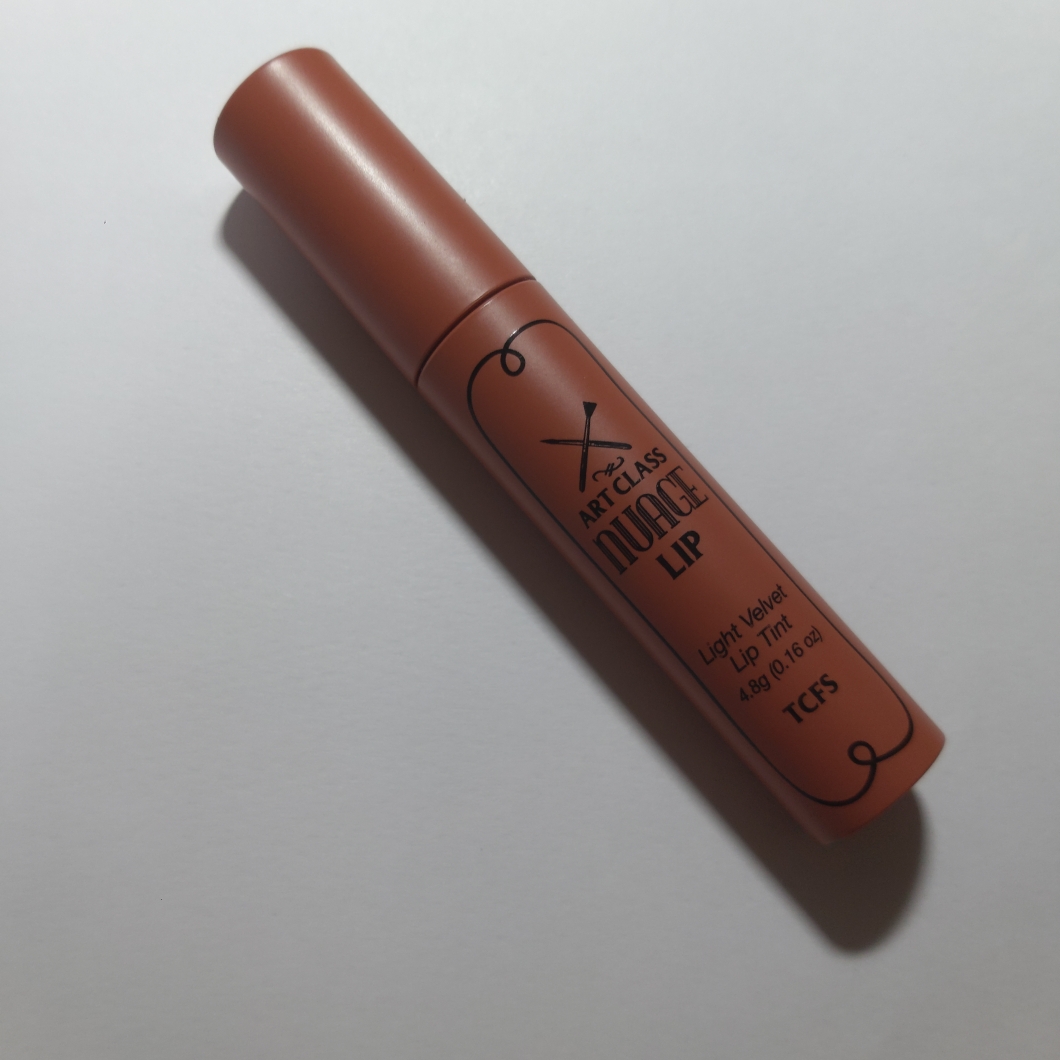 ART CLASS
NUAGE
LIP
Light Velvet
Lip Tint
4.8g (0.16 oz)
TCFS